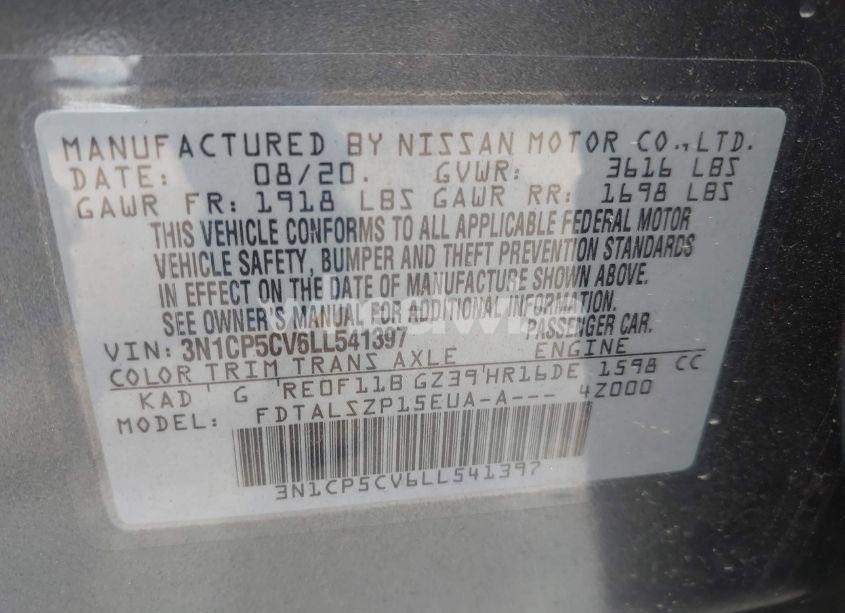 MANUFACTURED BY NISSAN MOTOR CO., LTD.
DATE: 08/20. GVWR: 3616 LBS
GAWR FR: 1918 LBS GAWR RR: 1698 LBS
THIS VEHICLE CONFORMS TO ALL APPLICABLE FEDERAL MOTOR
VEHICLE SAFETY, BUMPER AND THEFT PREVENTION STANDARDS
IN EFFECT ON THE DATE OF MANUFACTURE SHOWN ABOVE.
SEE OWNER'S MANUAL FOR ADDITIONAL INFORMATION.
VIN: 3N1CP5CV6LL541397 PASSENGER CAR.
COLOR TRIM TRANS AXLE ENGINE
KAD G RE0F11B GZ39 HR16DE 1598 CC
MODEL: FDTALSZP15EUA-A--- 4Z000
3N1CP5CV6LL541397